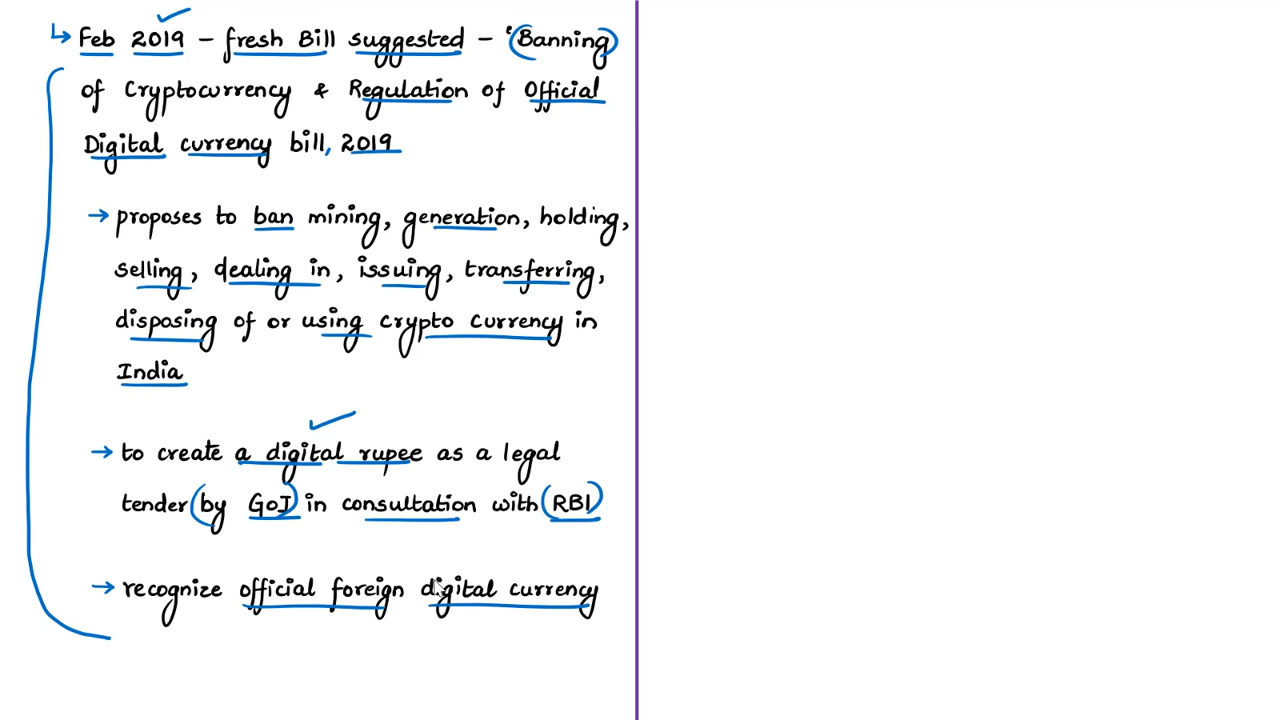 ↳ Feb 2019 - fresh Bill suggested - 'Banning
of Cryptocurrency & Regulation of Official
Digital currency bill, 2019
→ proposes to ban mining, generation, holding,
selling, dealing in, issuing, transferring,
disposing of or using crypto currency in
India
→ to create a digital rupee as a legal
tender by GoI in consultation with RBI
→ recognize official foreign digital currency